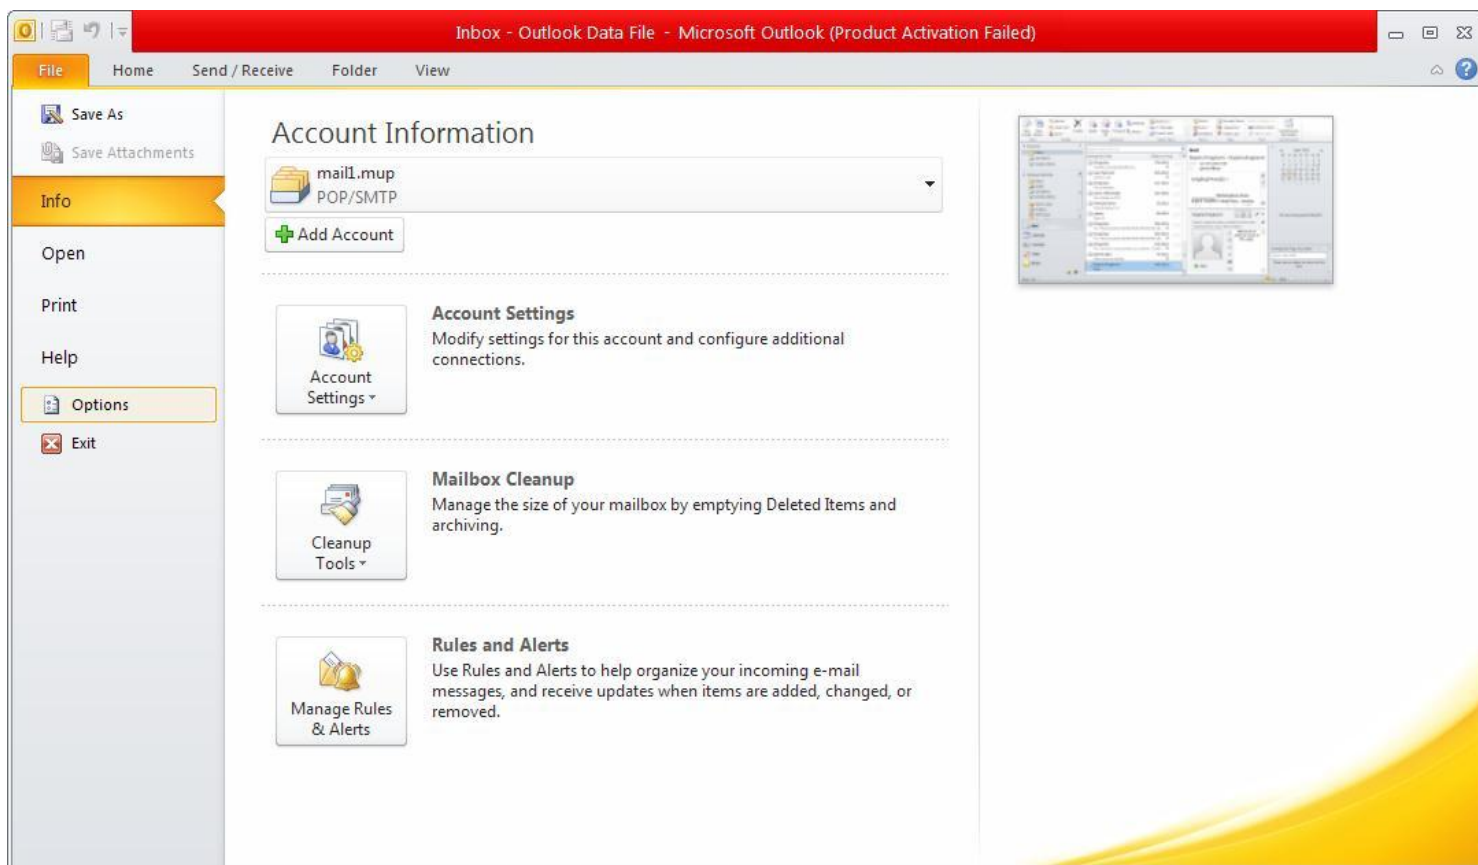 Inbox - Outlook Data File - Microsoft Outlook (Product Activation Failed)
File Home Send / Receive Folder View
Save As
Save Attachments
Info
Open
Print
Help
Options
Exit
Account Information
mail1.mup
POP/SMTP
Add Account
Account
Settings
Account Settings
Modify settings for this account and configure additional
connections.
Cleanup
Tools
Mailbox Cleanup
Manage the size of your mailbox by emptying Deleted Items and
archiving.
Manage Rules
& Alerts
Rules and Alerts
Use Rules and Alerts to help organize your incoming e-mail
messages, and receive updates when items are added, changed, or
removed.